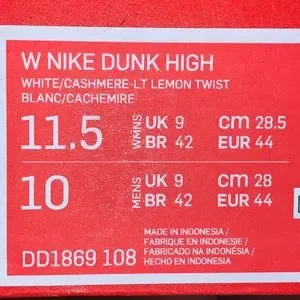 W NIKE DUNK HIGH
WHITE/CASHMERE-LT LEMON TWIST
BLANC/CACHEMIRE
11.5 WMNS UK 9 cm 28.5
BR 42 EUR 44
10 MENS UK 9 cm 28
BR 42 EUR 44
MADE IN INDONESIA /
FABRIQUE EN INDONESIE /
FABRICADO NA INDONÉSIA /
HECHO EN INDONESIA
DD1869 108